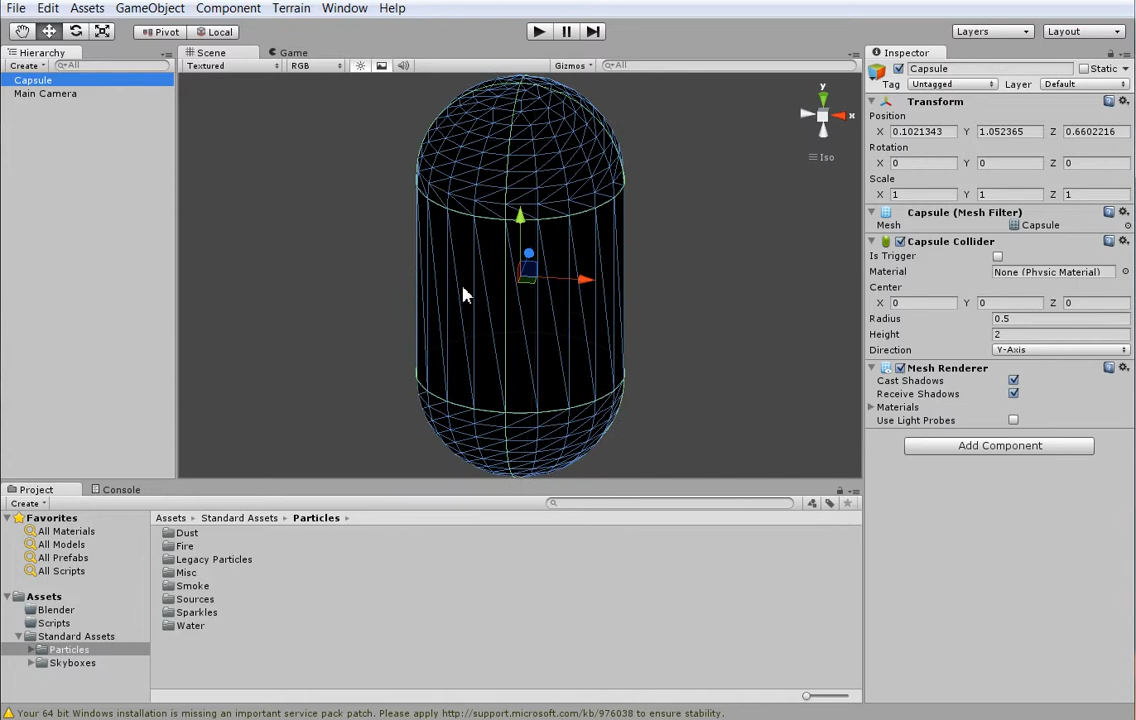 File Edit Assets GameObject Component Terrain Window Help
Pivot Local Layers Layout
Hierarchy
Create All
Capsule
Main Camera
Scene Game
Textured RGB Gizmos All
y
x
Iso
Inspector
Capsule Static
Tag Untagged Layer Default
Transform
Position
X 0.1021343 Y 1.052365 Z 0.6602216
Rotation
X 0 Y 0 Z 0
Scale
X 1 Y 1 Z 1
Capsule (Mesh Filter)
Mesh Capsule
Capsule Collider
Is Trigger
Material None (Physic Material)
Center
X 0 Y 0 Z 0
Radius 0.5
Height 2
Direction Y-Axis
Mesh Renderer
Cast Shadows
Receive Shadows
Materials
Use Light Probes
Add Component
Project Console
Create
Favorites
All Materials
All Models
All Prefabs
All Scripts
Assets
Blender
Scripts
Standard Assets
Particles
Skyboxes
Assets Standard Assets Particles
Dust
Fire
Legacy Particles
Misc
Smoke
Sources
Sparkles
Water
Your 64 bit Windows installation is missing an important service pack patch. Please apply http://support.microsoft.com/kb/976038 to ensure stability.